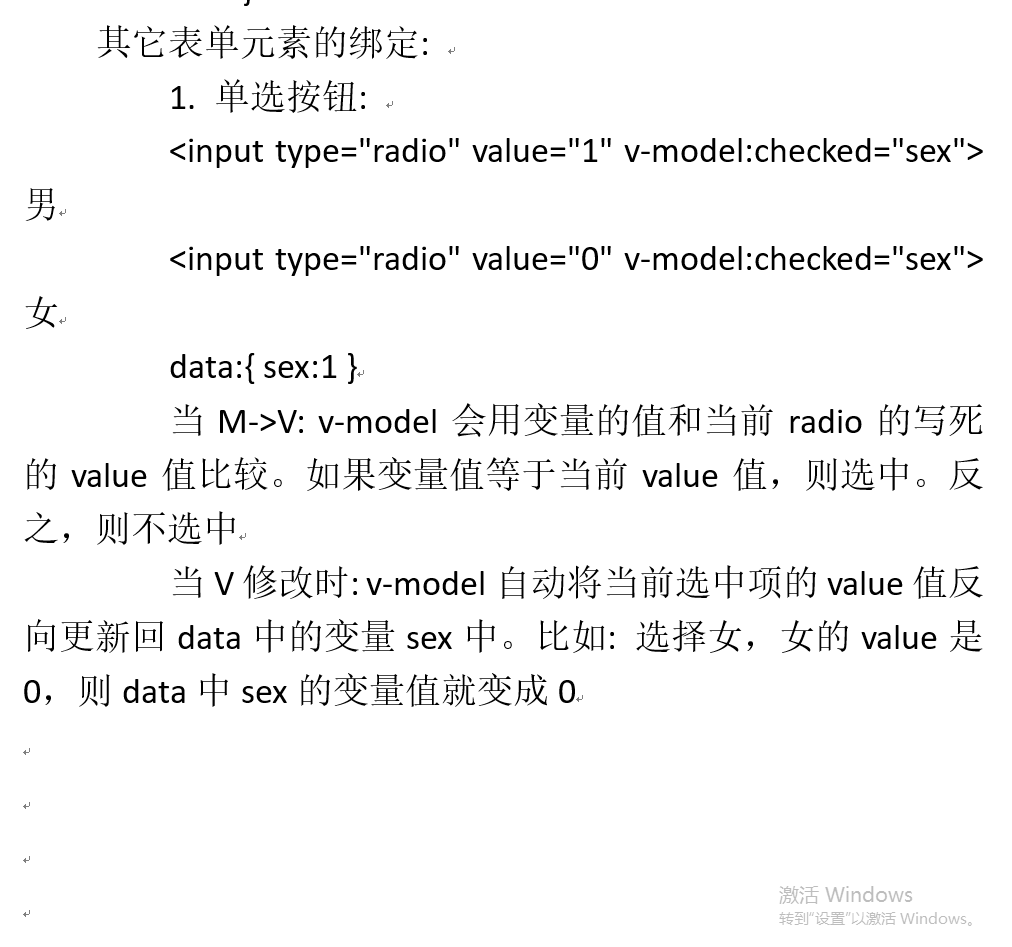 其它表单元素的绑定:
1. 单选按钮:
<input type="radio" value="1" v-model:checked="sex">
男
<input type="radio" value="0" v-model:checked="sex">
女
data:{ sex:1 }
当 M->V: v-model 会用变量的值和当前 radio 的写死
的 value 值比较。如果变量值等于当前 value 值，则选中。反
之，则不选中
当 V 修改时: v-model 自动将当前选中项的 value 值反
向更新回 data 中的变量 sex 中。比如: 选择女，女的 value 是
0，则 data 中 sex 的变量值就变成 0
激活 Windows
转到"设置"以激活 Windows。